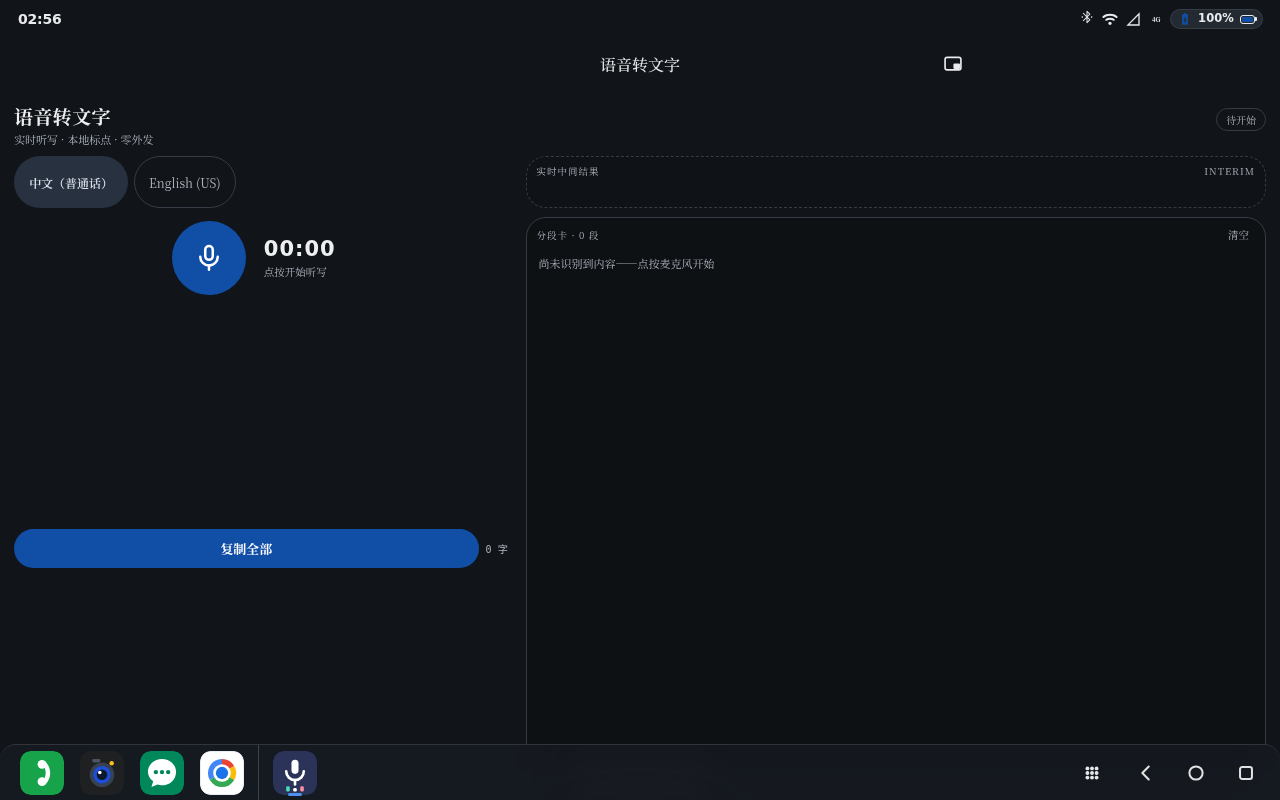 02:56
4G
100%
语音转文字
语音转文字
实时听写 · 本地标点 · 零外发
待开始
中文（普通话）
English (US)
实时中间结果
INTERIM
00:00
点按开始听写
分段卡 · 0 段
清空
尚未识别到内容——点按麦克风开始
复制全部
0 字